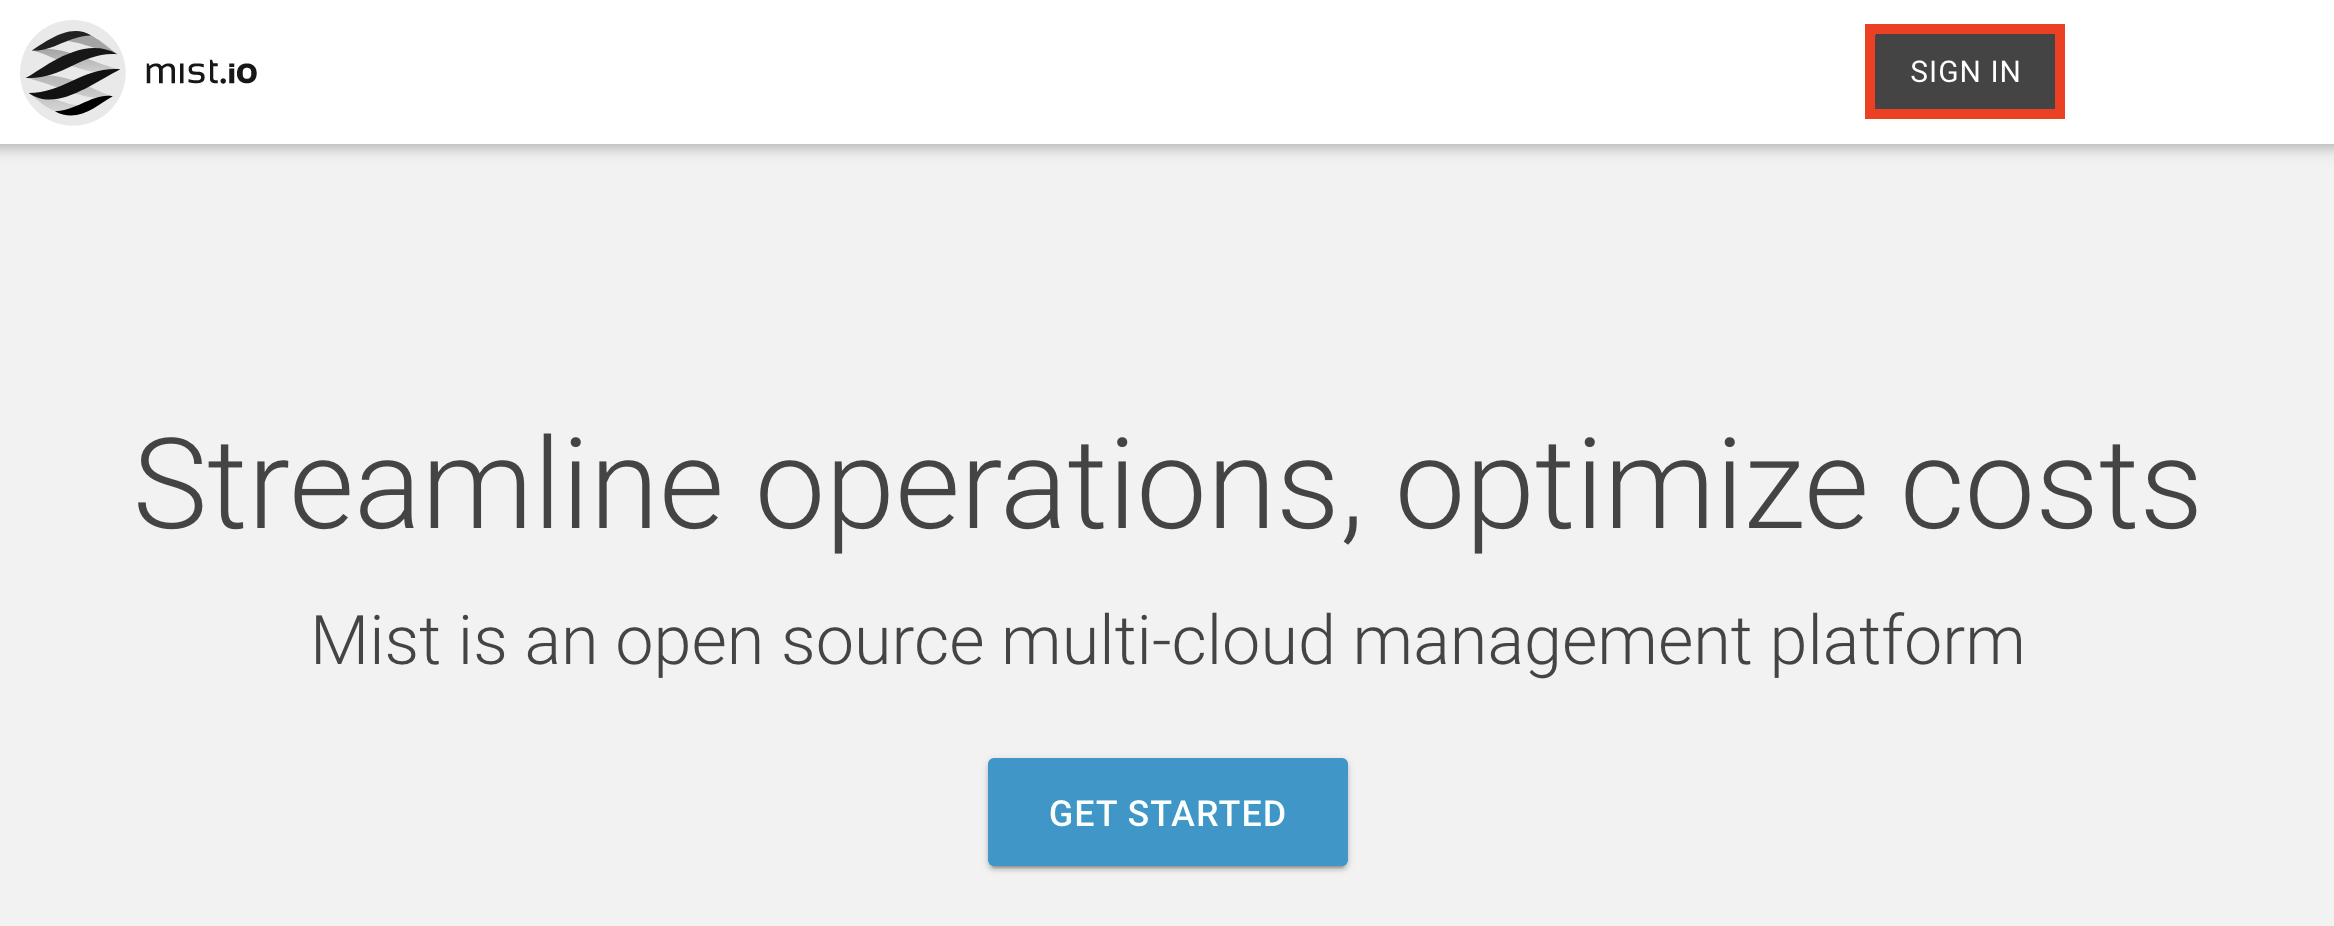 mist.io
SIGN IN
Streamline operations, optimize costs
Mist is an open source multi-cloud management platform
GET STARTED